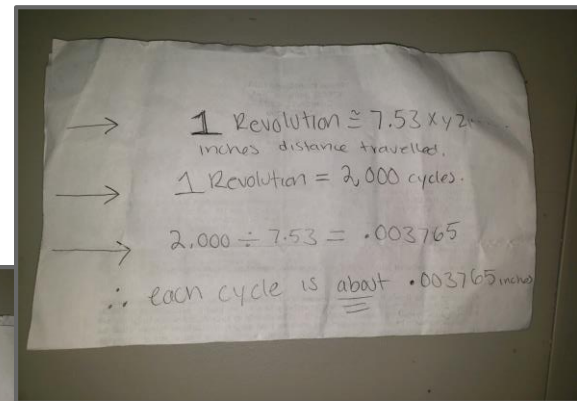 → 1 Revolution ≅ 7.53 xyz....
inches distance travelled.
→ 1 Revolution = 2,000 cycles.
→ 2,000 ÷ 7.53 = .003765
∴ each cycle is about .003765 inches